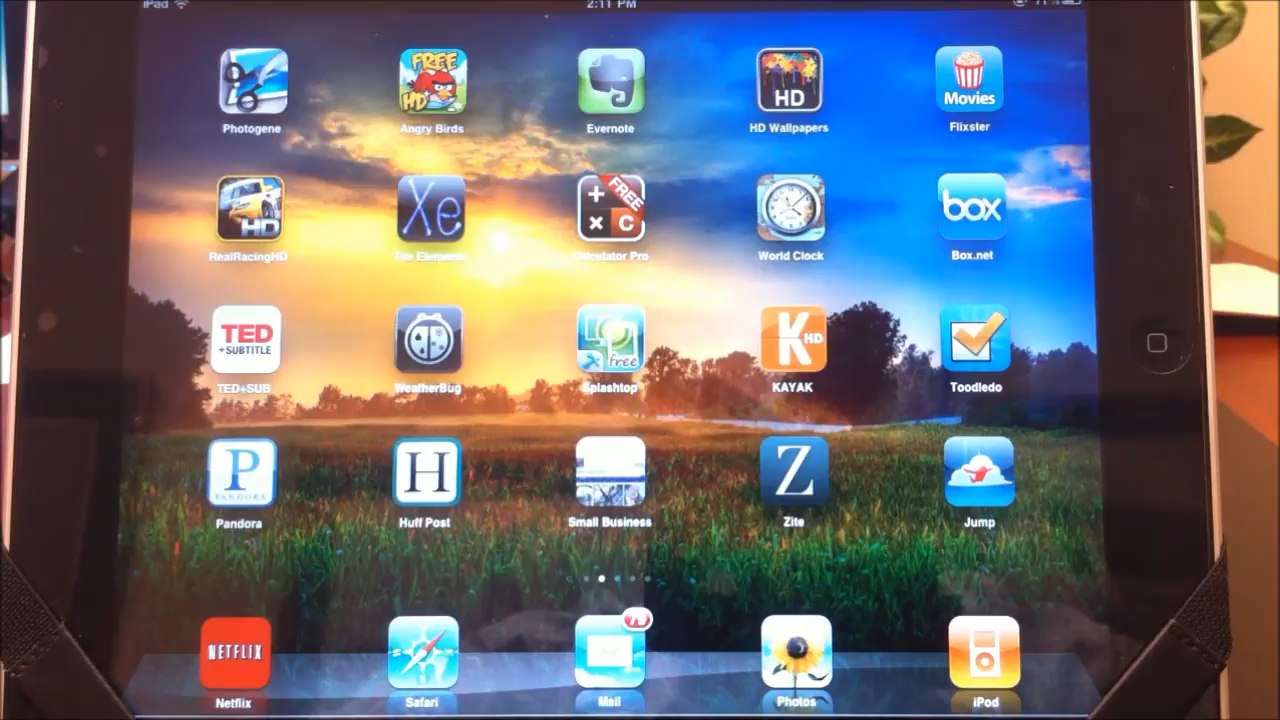 iPad 2:11 PM
FREE
HD HD Movies
Photogene Angry Birds Evernote HD Wallpapers Flixster
HD Xe + FREE × C box
RealRacingHD The Elements Calculator Pro World Clock Box.net
TED
+SUBTITLE free K HD
TED+SUB WeatherBug Splashtop KAYAK Toodledo
P
PANDORA H Z
Pandora Huff Post Small Business Zite Jump
NETFLIX
Netflix Safari Mail Photos iPod